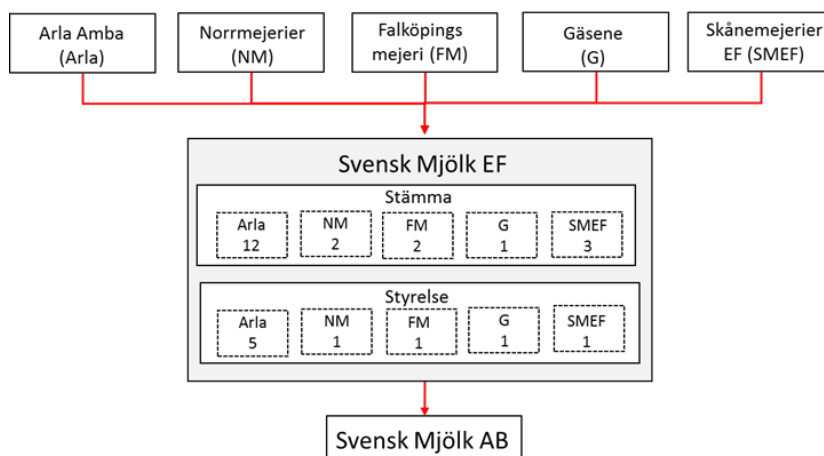 Arla Amba
(Arla)
Norrmejerier
(NM)
Falköpings
mejeri (FM)
Gäsene
(G)
Skånemejerier
EF (SMEF)
Svensk Mjölk EF
Stämma
Arla
12
NM
2
FM
2
G
1
SMEF
3
Styrelse
Arla
5
NM
1
FM
1
G
1
SMEF
1
Svensk Mjölk AB